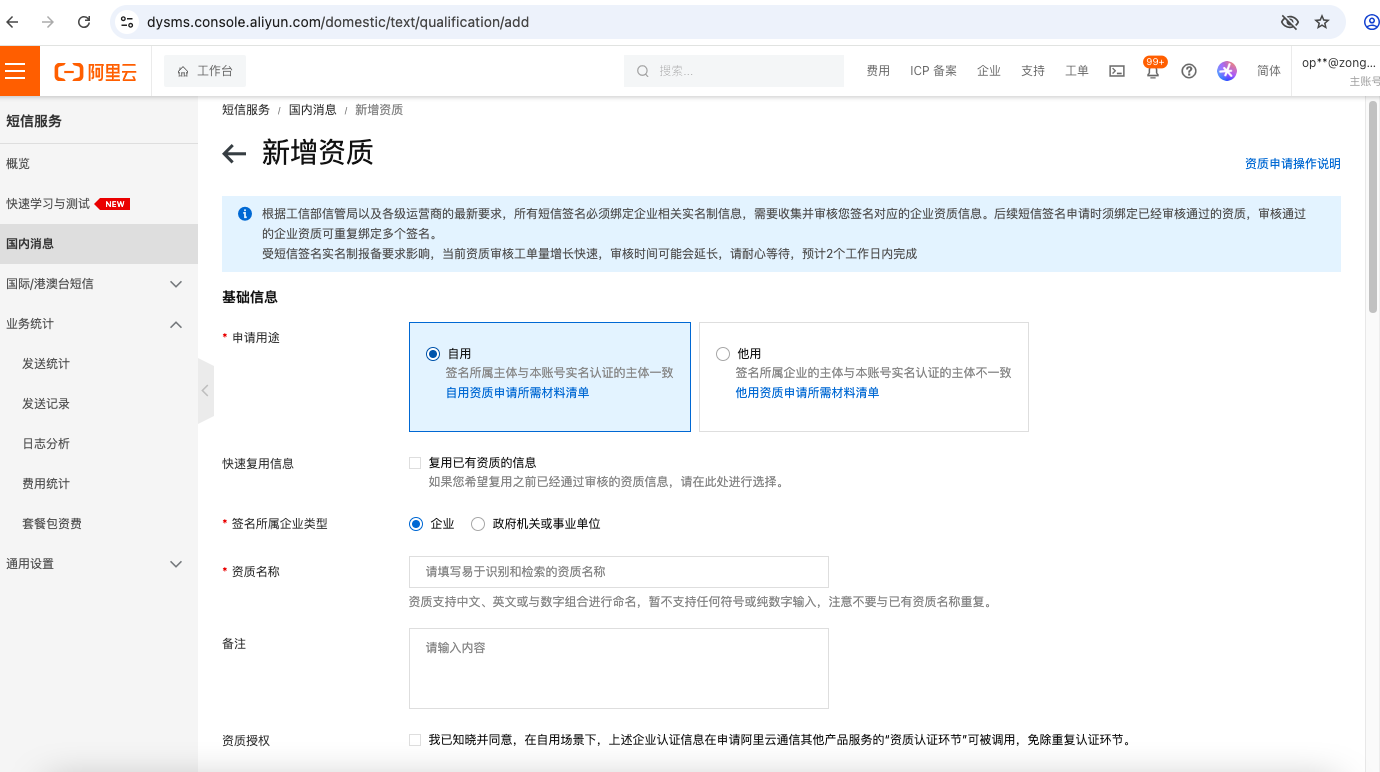 dysms.console.aliyun.com/domestic/text/qualification/add
阿里云
工作台
搜索...
费用
ICP 备案
企业
支持
工单
99+
简体
op**@zong...
主账号
短信服务
概览
快速学习与测试 NEW
国内消息
国际/港澳台短信
业务统计
发送统计
发送记录
日志分析
费用统计
套餐包资费
通用设置
短信服务 / 国内消息 / 新增资质
新增资质
资质申请操作说明
根据工信部信管局以及各级运营商的最新要求，所有短信签名必须绑定企业相关实名制信息，需要收集并审核您签名对应的企业资质信息。后续短信签名申请时须绑定已经审核通过的资质，审核通过
的企业资质可重复绑定多个签名。
受短信签名实名制报备要求影响，当前资质审核工单量增长快速，审核时间可能会延长，请耐心等待，预计2个工作日内完成
基础信息
* 申请用途
自用
签名所属主体与本账号实名认证的主体一致
自用资质申请所需材料清单
他用
签名所属企业的主体与本账号实名认证的主体不一致
他用资质申请所需材料清单
快速复用信息
复用已有资质的信息
如果您希望复用之前已经通过审核的资质信息，请在此处进行选择。
* 签名所属企业类型
企业
政府机关或事业单位
* 资质名称
请填写易于识别和检索的资质名称
资质支持中文、英文或与数字组合进行命名，暂不支持任何符号或纯数字输入，注意不要与已有资质名称重复。
备注
请输入内容
资质授权
我已知晓并同意，在自用场景下，上述企业认证信息在申请阿里云通信其他产品服务的“资质认证环节”可被调用，免除重复认证环节。